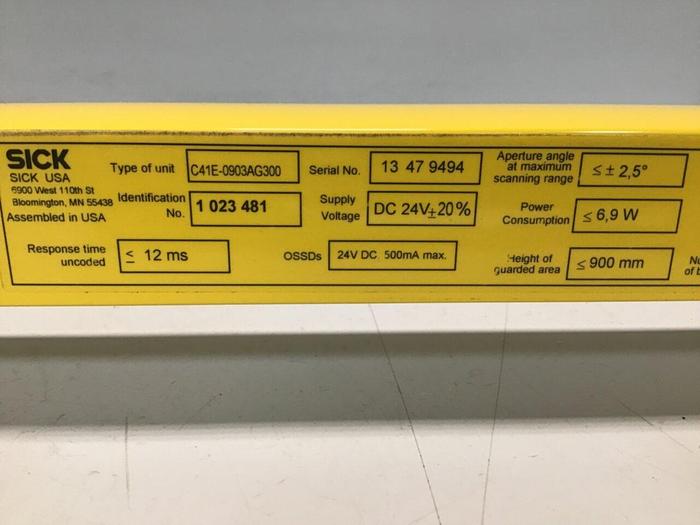 SICK
SICK USA
6900 West 110th St
Bloomington, MN 55438
Assembled in USA
Type of unit C41E-0903AG300
Identification No. 1 023 481
Response time uncoded ≤ 12 ms
Serial No. 13 47 9494
Supply Voltage DC 24V±20%
OSSDs 24V DC 500mA max.
Aperture angle
at maximum
scanning range ≤ ± 2,5°
Power
Consumption ≤ 6,9 W
Height of
guarded area ≤ 900 mm